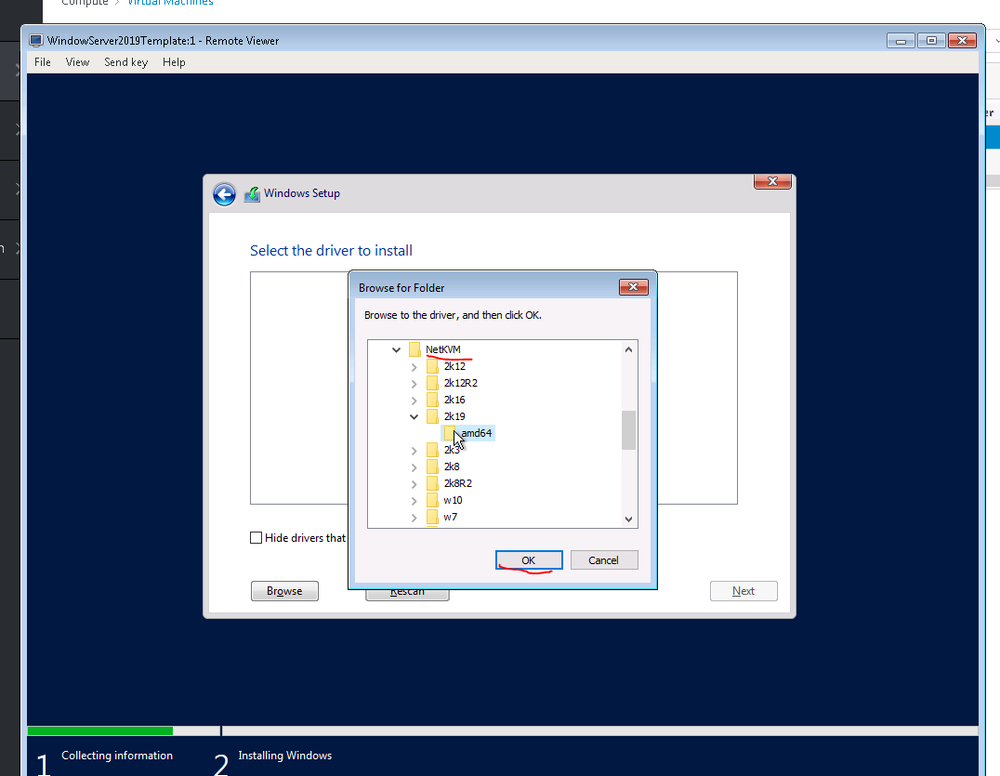 Compute > Virtual Machines
WindowServer2019Template:1 - Remote Viewer
File View Send key Help
er
Windows Setup
Select the driver to install
Browse for Folder
Browse to the driver, and then click OK.
NetKVM
2k12
2k12R2
2k16
2k19
amd64
2k3
2k8
2k8R2
w10
w7
OK Cancel
Hide drivers that
Browse Rescan Next
1 Collecting information 2 Installing Windows